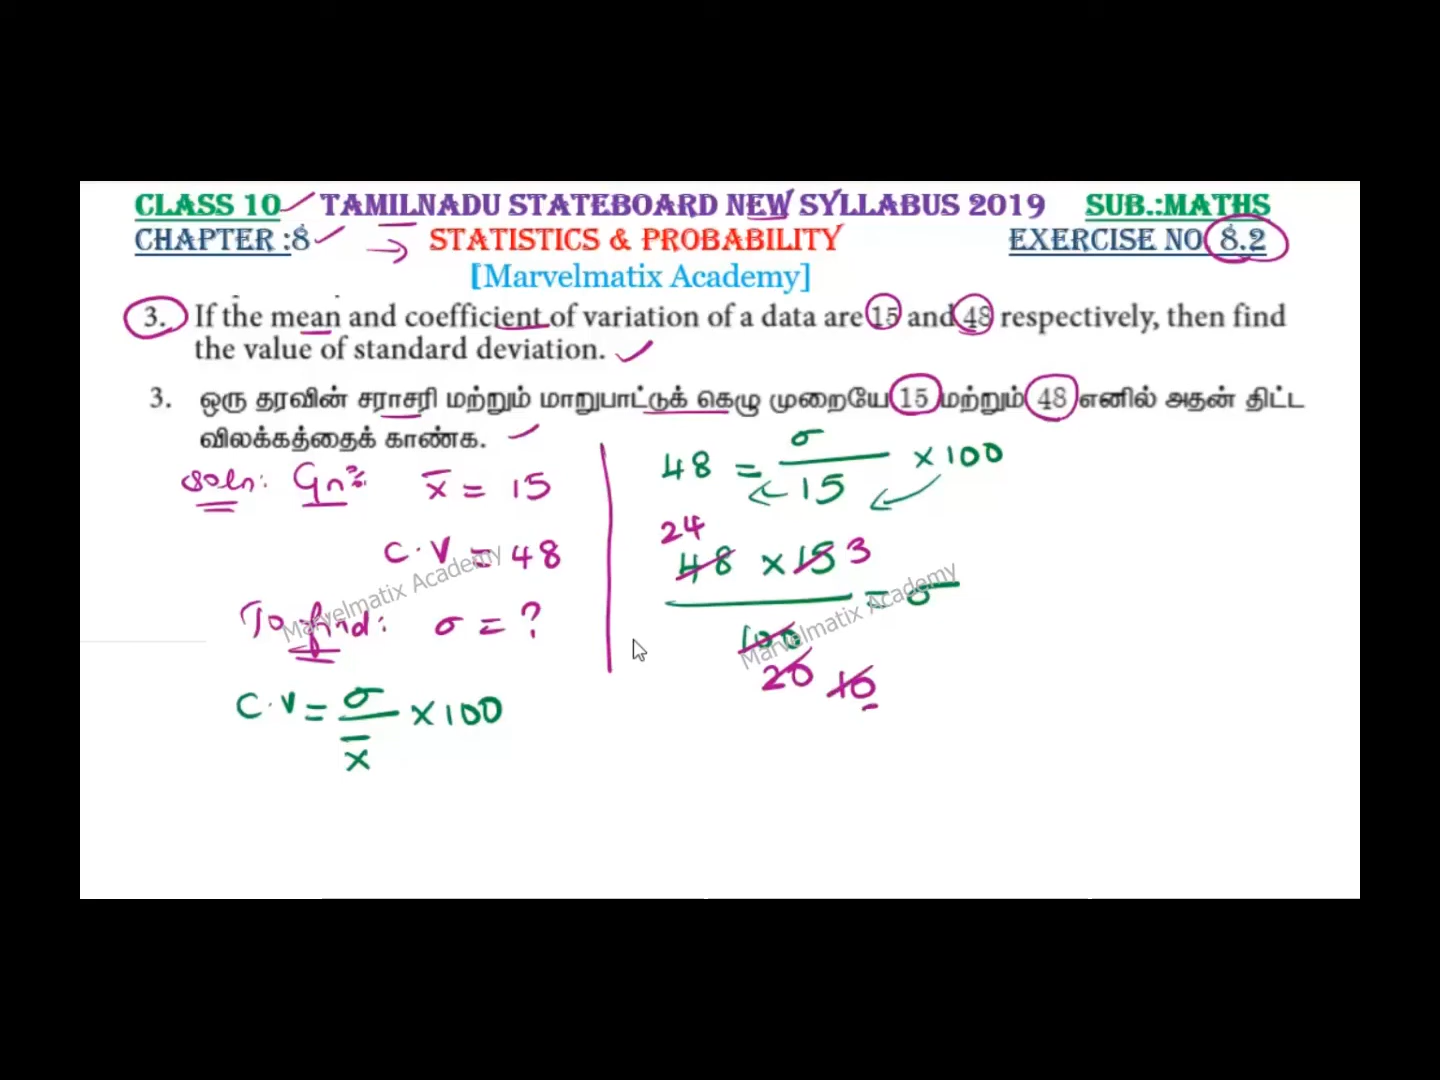 CLASS 10 TAMILNADU STATEBOARD NEW SYLLABUS 2019 SUB.:MATHS
CHAPTER :8 → STATISTICS & PROBABILITY EXERCISE NO 8.2
[Marvelmatix Academy]
3. If the mean and coefficient of variation of a data are 15 and 48 respectively, then find
the value of standard deviation.
3. ஒரு தரவின் சராசரி மற்றும் மாறுபாட்டுக் கெழு முறையே 15 மற்றும் 48 எனில் அதன் திட்ட
விலக்கத்தைக் காண்க.
Soln: Gn: x̄ = 15
C.V = 48
To find: σ = ?
C.V = σ/x̄ × 100
48 = σ/15 × 100
24 3
48 × 15
= σ
100
20 10
Marvelmatix Academy
Marvelmatix Academy